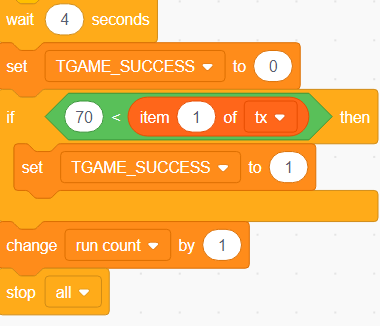 wait 4 seconds
set TGAME_SUCCESS to 0
if 70 < item 1 of tx then
set TGAME_SUCCESS to 1
change run count by 1
stop all